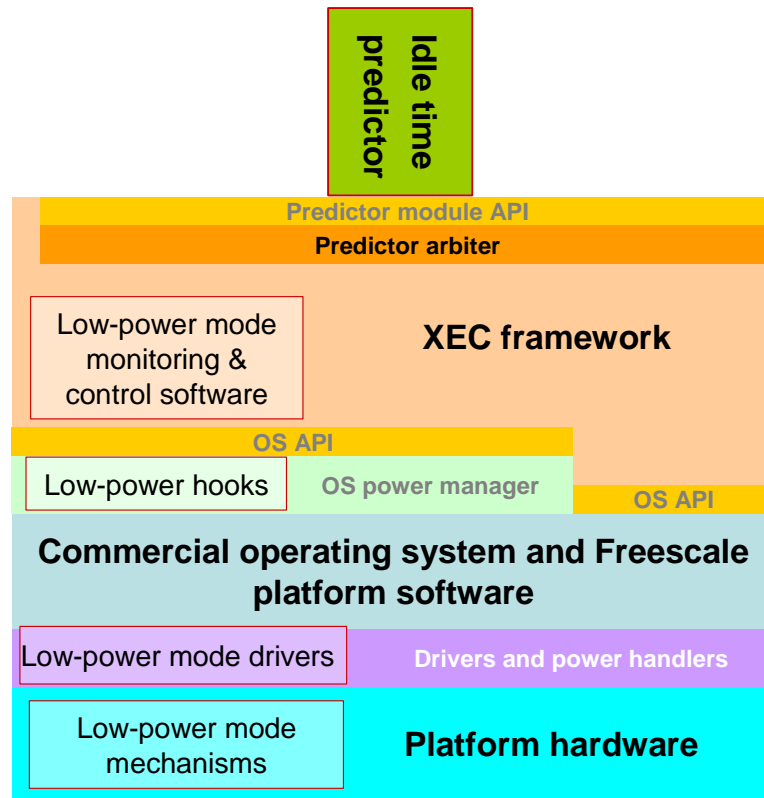 Idle time
predictor
Predictor module API
Predictor arbiter
Low-power mode
monitoring &
control software
XEC framework
OS API
Low-power hooks
OS power manager
OS API
Commercial operating system and Freescale
platform software
Low-power mode drivers
Drivers and power handlers
Low-power mode
mechanisms
Platform hardware